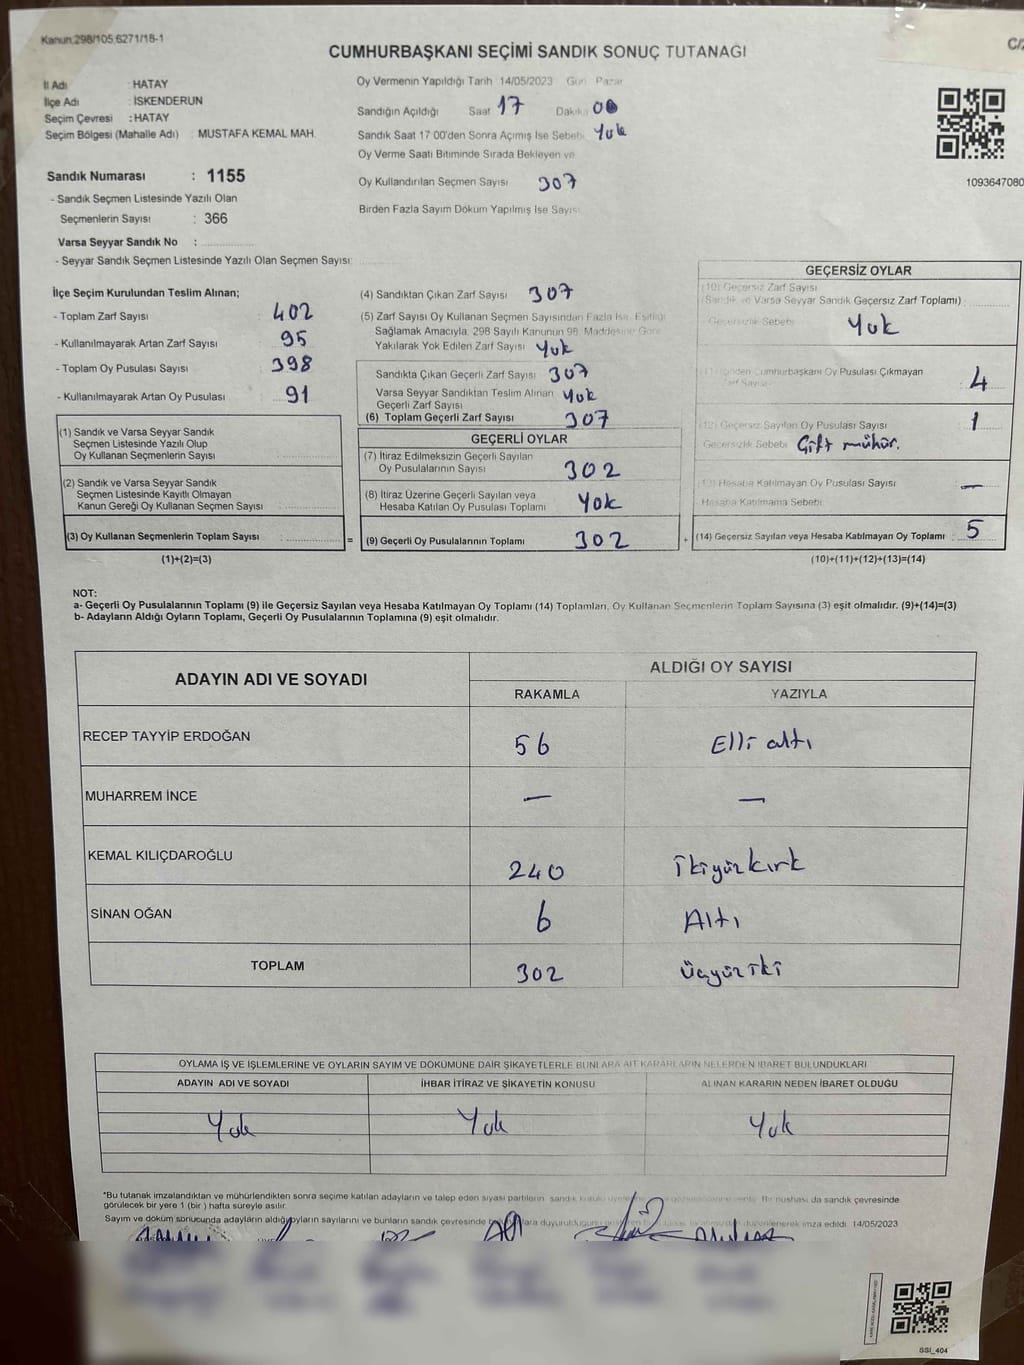 Kanun:298/105,6271/18-1
C/2
CUMHURBAŞKANI SEÇİMİ SANDIK SONUÇ TUTANAĞI
İl Adı : HATAY
İlçe Adı : İSKENDERUN
Seçim Çevresi : HATAY
Seçim Bölgesi (Mahalle Adı) : MUSTAFA KEMAL MAH.
Sandık Numarası : 1155
- Sandık Seçmen Listesinde Yazılı Olan
Seçmenlerin Sayısı : 366
Varsa Seyyar Sandık No :
- Seyyar Sandık Seçmen Listesinde Yazılı Olan Seçmen Sayısı:
Oy Vermenin Yapıldığı Tarih 14/05/2023 Gün Pazar
Sandığın Açıldığı Saat 17 Dakika 00
Sandık Saat 17:00'den Sonra Açılmış İse Sebebi Yok
Oy Verme Saati Bitiminde Sırada Bekleyen ve
Oy Kullandırılan Seçmen Sayısı 307
Birden Fazla Sayım Döküm Yapılmış İse Sayısı
1093647080
İlçe Seçim Kurulundan Teslim Alınan;
- Toplam Zarf Sayısı 402
- Kullanılmayarak Artan Zarf Sayısı 95
- Toplam Oy Pusulası Sayısı 398
- Kullanılmayarak Artan Oy Pusulası 91
(1) Sandık ve Varsa Seyyar Sandık
Seçmen Listesinde Yazılı Olup
Oy Kullanan Seçmenlerin Sayısı
(2) Sandık ve Varsa Seyyar Sandık
Seçmen Listesinde Kayıtlı Olmayan
Kanun Gereği Oy Kullanan Seçmen Sayısı
(3) Oy Kullanan Seçmenlerin Toplam Sayısı :
(1)+(2)=(3)
=
(4) Sandıktan Çıkan Zarf Sayısı 307
(5) Zarf Sayısı Oy Kullanan Seçmen Sayısından Fazla İse, Eşitliği
Sağlamak Amacıyla, 298 Sayılı Kanunun 98. Maddesine Göre
Yakılarak Yok Edilen Zarf Sayısı Yok
Sandıkta Çıkan Geçerli Zarf Sayısı 307
Varsa Seyyar Sandıktan Teslim Alınan Yok
Geçerli Zarf Sayısı
(6) Toplam Geçerli Zarf Sayısı 307
GEÇERLİ OYLAR
(7) İtiraz Edilmeksizin Geçerli Sayılan
Oy Pusulalarının Sayısı 302
(8) İtiraz Üzerine Geçerli Sayılan veya
Hesaba Katılan Oy Pusulası Toplamı Yok
(9) Geçerli Oy Pusulalarının Toplamı 302
+
GEÇERSİZ OYLAR
(10) Geçersiz Zarf Sayısı
(Sandık ve Varsa Seyyar Sandık Geçersiz Zarf Toplamı)
Geçersizlik Sebebi Yok
(11) İçinden Cumhurbaşkanı Oy Pusulası Çıkmayan
Zarf Sayısı 4
(12) Geçersiz Sayılan Oy Pusulası Sayısı 1
Geçersizlik Sebebi Çift mühür.
(13) Hesaba Katılmayan Oy Pusulası Sayısı —
Hesaba Katılmama Sebebi
(14) Geçersiz Sayılan veya Hesaba Katılmayan Oy Toplamı : 5
(10)+(11)+(12)+(13)=(14)
NOT:
a- Geçerli Oy Pusulalarının Toplamı (9) ile Geçersiz Sayılan veya Hesaba Katılmayan Oy Toplamı (14) Toplamları, Oy Kullanan Seçmenlerin Toplam Sayısına (3) eşit olmalıdır. (9)+(14)=(3)
b- Adayların Aldığı Oyların Toplamı, Geçerli Oy Pusulalarının Toplamına (9) eşit olmalıdır.
ADAYIN ADI VE SOYADI
ALDIĞI OY SAYISI
RAKAMLA YAZIYLA
RECEP TAYYİP ERDOĞAN 56 Elli altı
MUHARREM İNCE — —
KEMAL KILIÇDAROĞLU 240 İkiyüzkırk
SİNAN OĞAN 6 Altı
TOPLAM 302 Üçyüziki
OYLAMA İŞ VE İŞLEMLERİNE VE OYLARIN SAYIM VE DÖKÜMÜNE DAİR ŞİKAYETLERLE BUNLARA AİT KARARLARIN NELERDEN İBARET BULUNDUKLARI
ADAYIN ADI VE SOYADI İHBAR İTİRAZ VE ŞİKAYETİN KONUSU ALINAN KARARIN NEDEN İBARET OLDUĞU
Yok Yok Yok
*Bu tutanak imzalandıktan ve mühürlendikten sonra seçime katılan adayların ve talep eden siyasi partilerin sandık kurulu Bir nüshası da sandık çevresinde
görülecek bir yere 1 (bir) hafta süreyle asılır.
Sayım ve döküm sonucunda adayların aldığı oyların sayılarını ve bunların sandık çevresinde duyurulduğunu düzenlenerek imza edildi. 14/05/2023
SSI_404